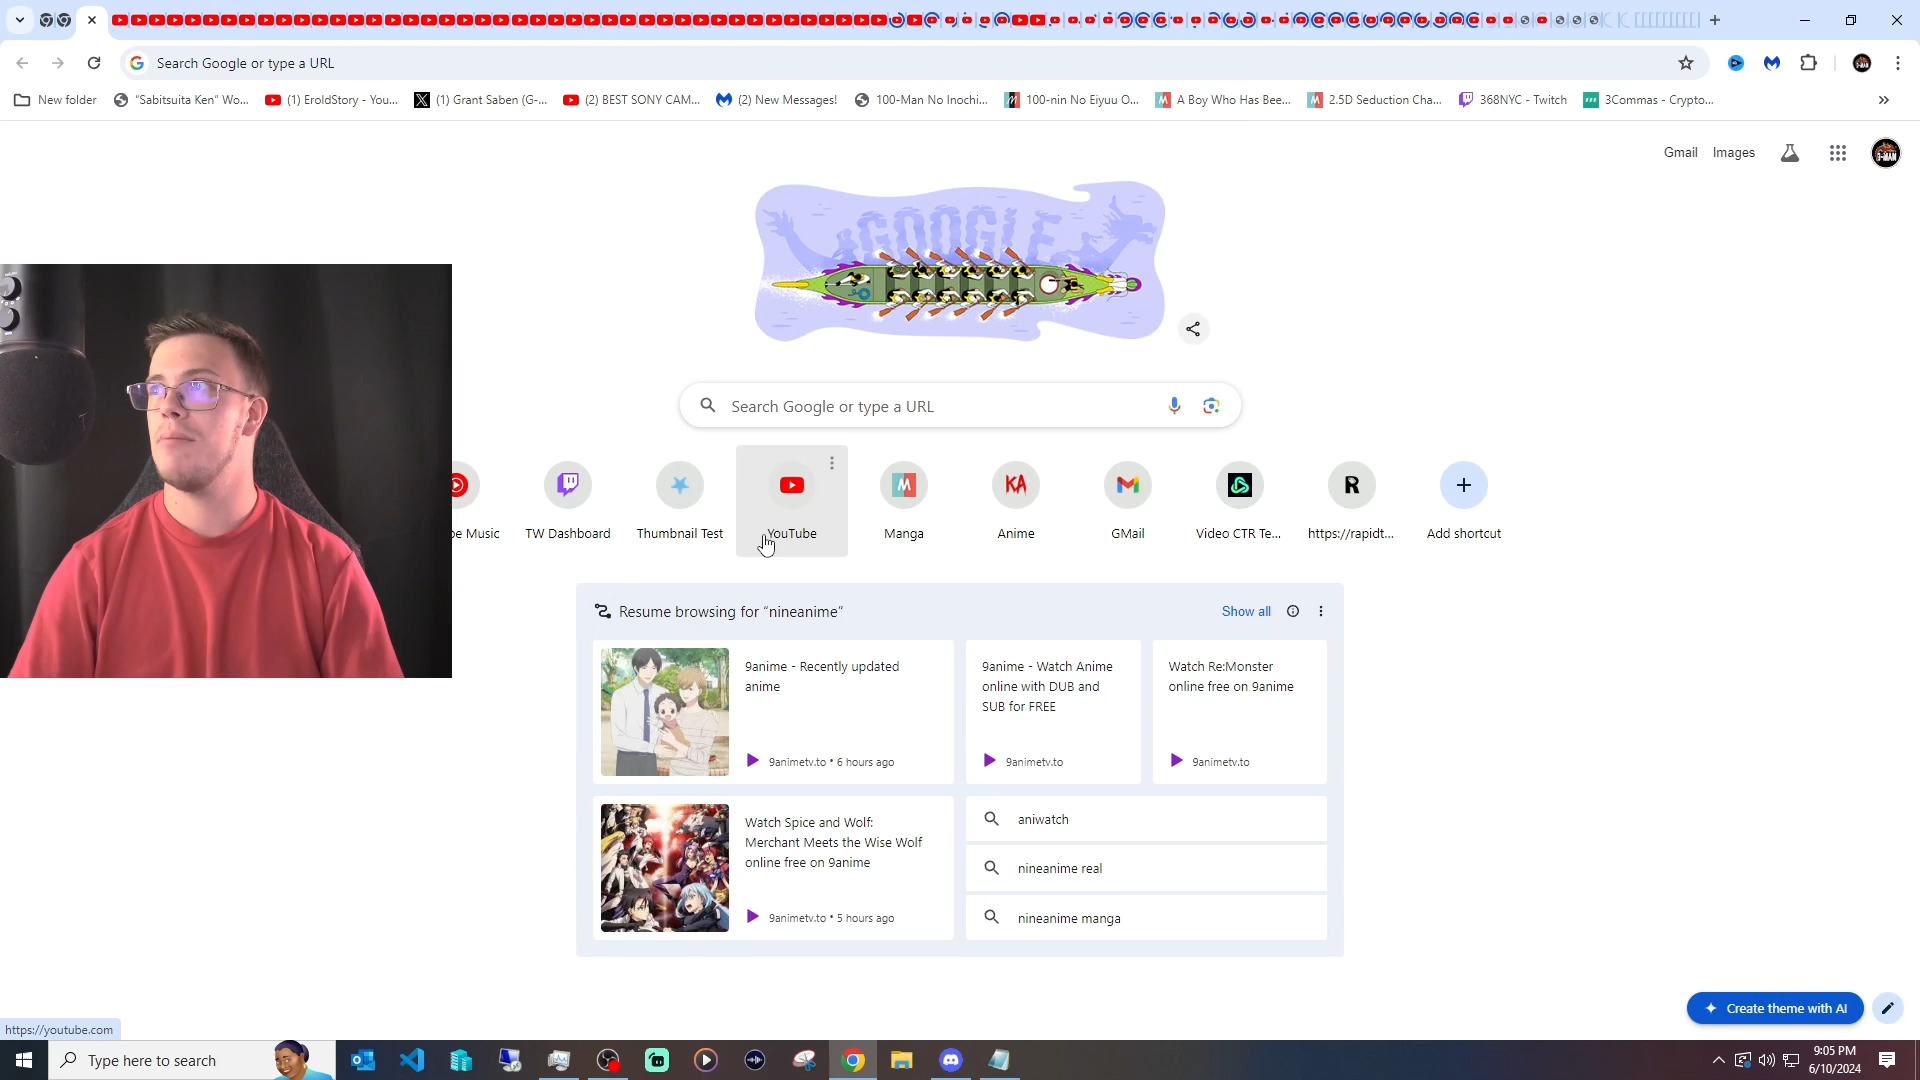 Search Google or type a URL
New folder
"Sabitsuita Ken" Wo...
(1) EroldStory - You...
(1) Grant Saben (G-...
(2) BEST SONY CAM...
(2) New Messages!
100-Man No Inochi...
100-nin No Eiyuu O...
A Boy Who Has Bee...
2.5D Seduction Cha...
368NYC - Twitch
3Commas - Crypto...
Gmail
Images
GOOGLE
Search Google or type a URL
be Music
TW Dashboard
Thumbnail Test
YouTube
Manga
KA
Anime
GMail
Video CTR Te...
R
https://rapidt...
Add shortcut
Resume browsing for "nineanime"
Show all
9anime - Recently updated
anime
9animetv.to • 6 hours ago
9anime - Watch Anime
online with DUB and
SUB for FREE
9animetv.to
Watch Re:Monster
online free on 9anime
9animetv.to
Watch Spice and Wolf:
Merchant Meets the Wise Wolf
online free on 9anime
9animetv.to • 5 hours ago
aniwatch
nineanime real
nineanime manga
Create theme with AI
https://youtube.com
Type here to search
9:05 PM
6/10/2024